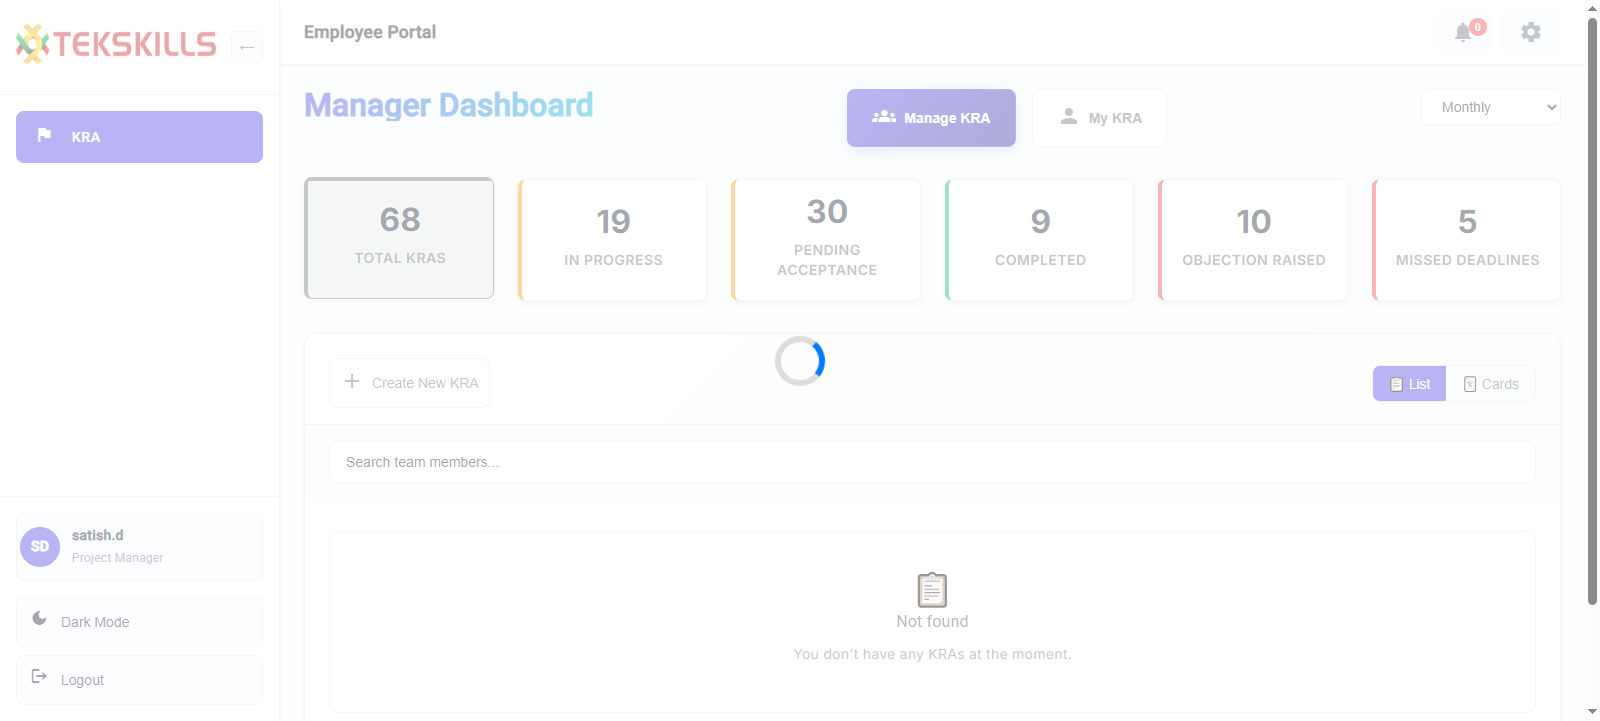 TEKSKILLS
←
Employee Portal
0
KRA
Manager Dashboard
Manage KRA
My KRA
Monthly
68
TOTAL KRAS
19
IN PROGRESS
30
PENDING
ACCEPTANCE
9
COMPLETED
10
OBJECTION RAISED
5
MISSED DEADLINES
+ Create New KRA
List
Cards
Search team members...
Not found
You don't have any KRAs at the moment.
SD
satish.d
Project Manager
Dark Mode
Logout